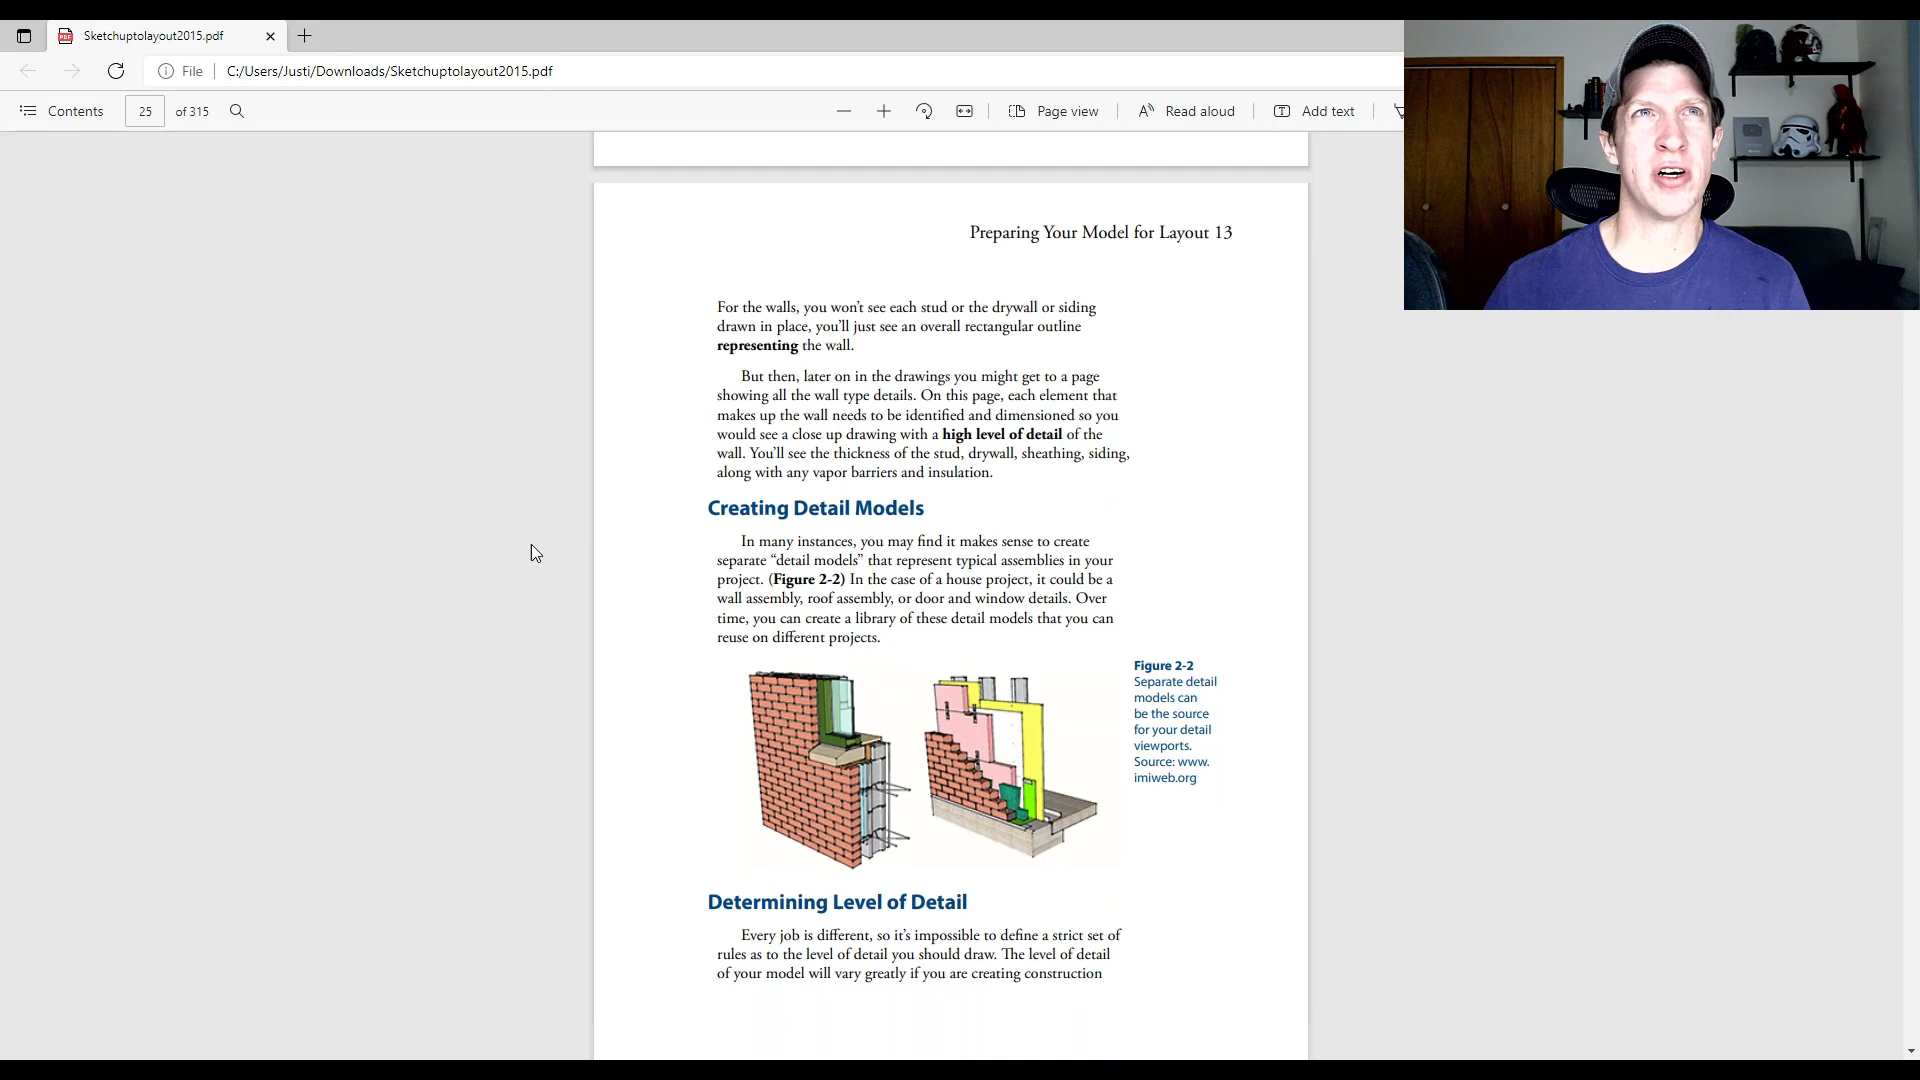 Sketchuptolayout2015.pdf
File
C:/Users/Justi/Downloads/Sketchuptolayout2015.pdf
Contents
25
of 315
Page view
Read aloud
Add text
Preparing Your Model for Layout 13
For the walls, you won't see each stud or the drywall or siding
drawn in place, you'll just see an overall rectangular outline
representing the wall.
But then, later on in the drawings you might get to a page
showing all the wall type details. On this page, each element that
makes up the wall needs to be identified and dimensioned so you
would see a close up drawing with a high level of detail of the
wall. You'll see the thickness of the stud, drywall, sheathing, siding,
along with any vapor barriers and insulation.
Creating Detail Models
In many instances, you may find it makes sense to create
separate “detail models” that represent typical assemblies in your
project. (Figure 2-2) In the case of a house project, it could be a
wall assembly, roof assembly, or door and window details. Over
time, you can create a library of these detail models that you can
reuse on different projects.
Figure 2-2
Separate detail
models can
be the source
for your detail
viewports.
Source: www.
imiweb.org
Determining Level of Detail
Every job is different, so it's impossible to define a strict set of
rules as to the level of detail you should draw. The level of detail
of your model will vary greatly if you are creating construction